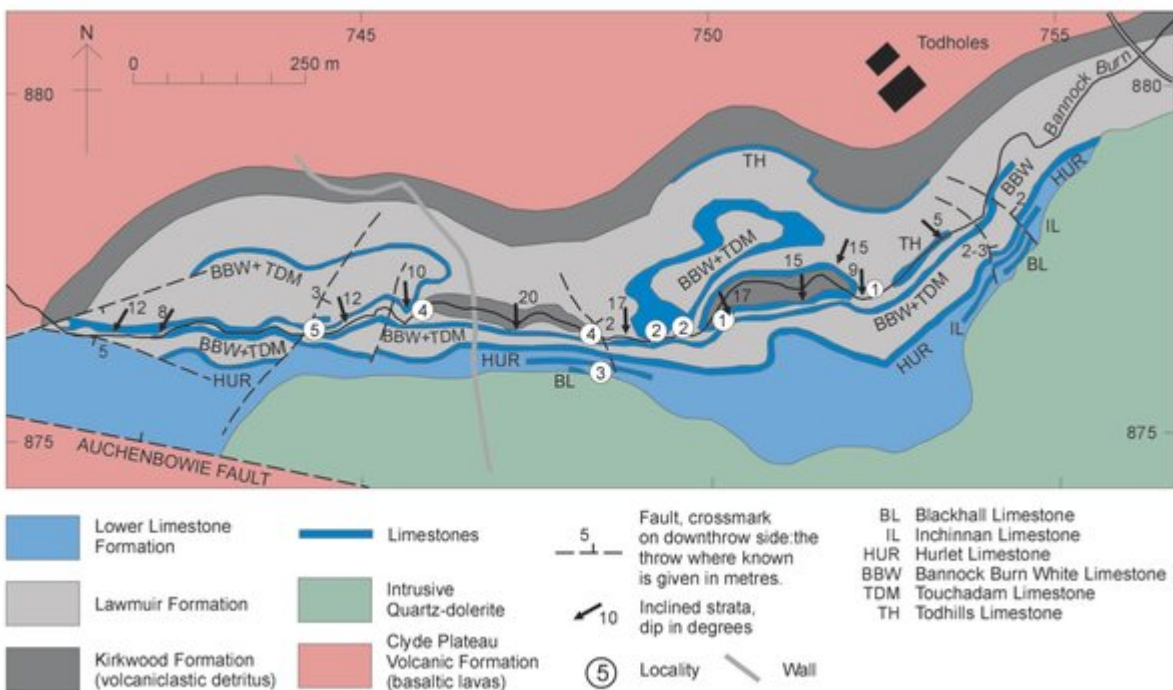 N
745
750
755
0
250 m
Todholes
Bannock Burn
880
880
TH
BBW
HUR
2
5
TH
IL
BBW+TDM
BBW+TDM
15
15
9
2-3
BL
10
3
12
20
17
17
1
BBW+TDM
12
8
4
5
4
2
2
2
1
IL
BBW+TDM
BBW+TDM
HUR
5
HUR
HUR
BL
3
875
875
AUCHENBOWIE FAULT
Lower Limestone
Formation
Lawmuir Formation
Kirkwood Formation
(volcaniclastic detritus)
Limestones
Intrusive
Quartz-dolerite
Clyde Plateau
Volcanic Formation
(basaltic lavas)
5
Fault, crossmark
on downthrow side:the
throw where known
is given in metres.
10
Inclined strata,
dip in degrees
5
Locality
Wall
BL Blackhall Limestone
IL Inchinnan Limestone
HUR Hurlet Limestone
BBW Bannock Burn White Limestone
TDM Touchadam Limestone
TH Todhills Limestone